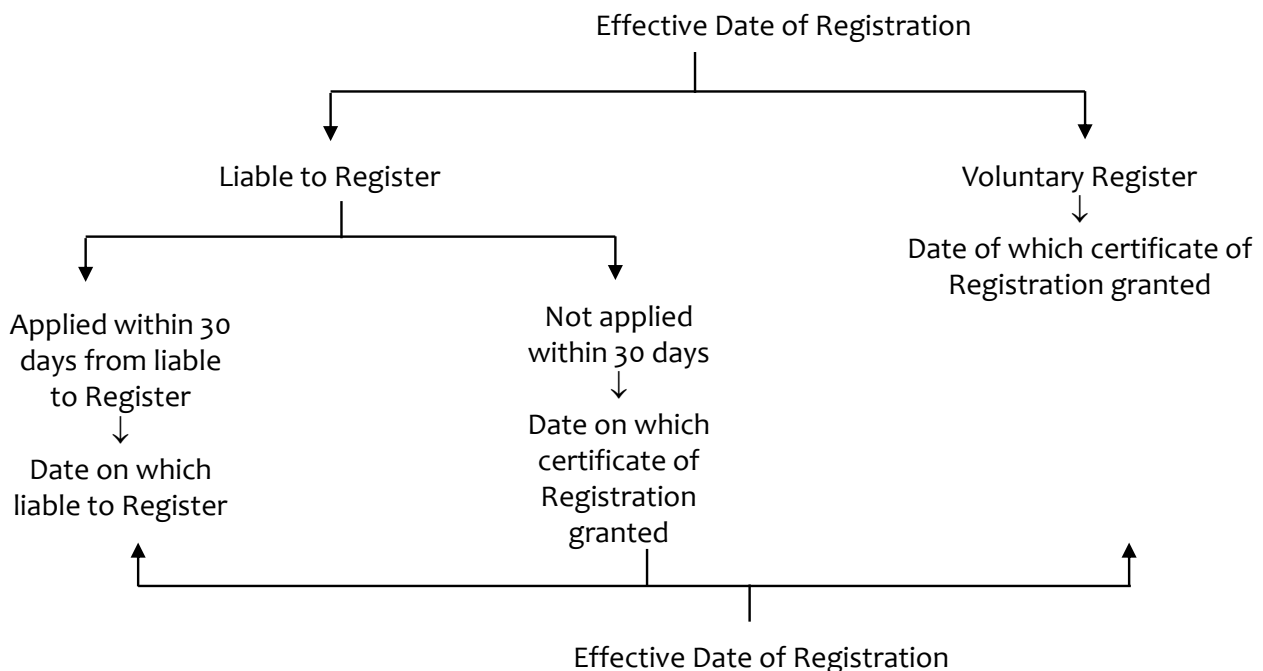 Effective Date of Registration
Liable to Register
Voluntary Register
↓
Date of which certificate of
Registration granted
Applied within 30
days from liable
to Register
↓
Date on which
liable to Register
Not applied
within 30 days
↓
Date on which
certificate of
Registration
granted
Effective Date of Registration